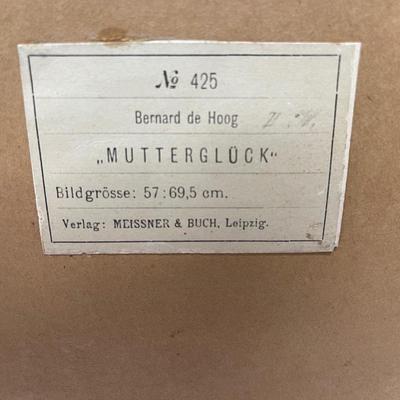 № 425
Bernard de Hoog
„MUTTERGLÜCK“
Bildgrösse: 57:69,5 cm.
Verlag: MEISSNER & BUCH, Leipzig.